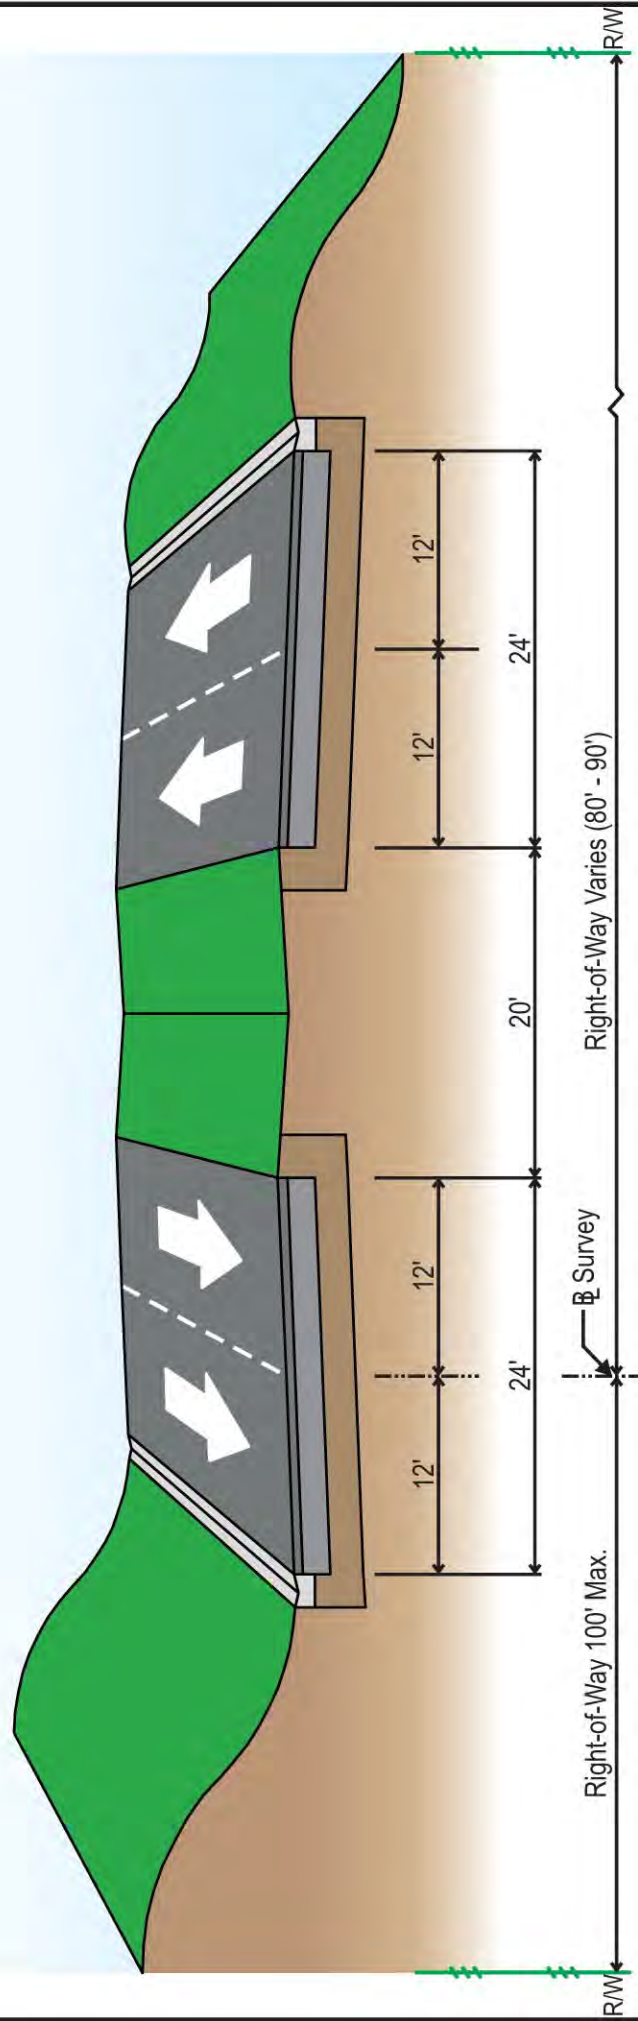 12'
12'
12'
12'
24'
20'
24'
BL Survey
Right-of-Way 100' Max.
Right-of-Way Varies (80' - 90')
R/W
R/W